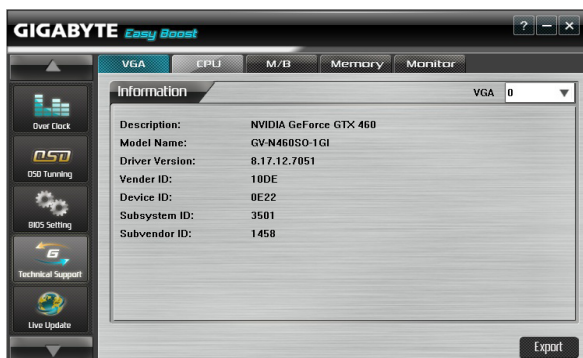 GIGABYTE Easy Boost ? –  x
VGA CPU M/B Memory Monitor
Information VGA 0
Over Clock
OSD Tunning
BIOS Setting
Technical Support
Live Update
Description: NVIDIA GeForce GTX 460
Model Name: GV-N460SO-1GI
Driver Version: 8.17.12.7051
Vender ID: 10DE
Device ID: 0E22
Subsystem ID: 3501
Subvendor ID: 1458
Export